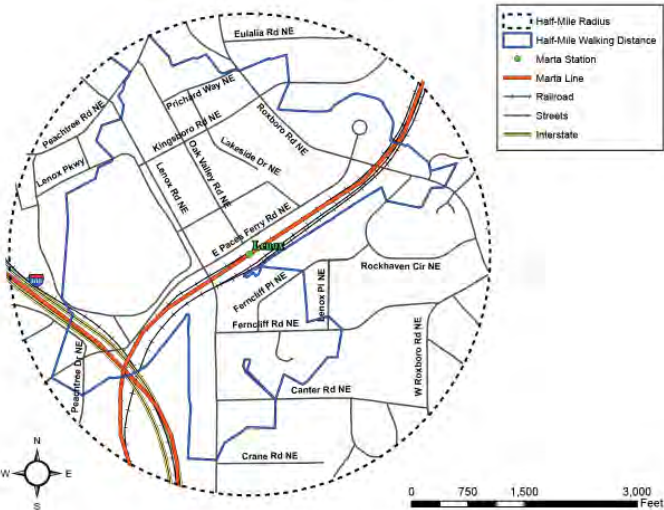 Eulalia Rd NE
Prichard Way NE
Peachtree Rd NE
Kingsboro Rd NE
Roxboro Rd NE
Lakeside Dr NE
Oak Valley Rd NE
Lenox Pkwy
Lenox Rd NE
E Paces Ferry Rd NE
Lenox
Rockhaven Cir NE
Ferncliff Pl NE
Lenox Pl NE
Ferncliff Rd NE
W Roxboro Rd NE
Peachtree Dr NE
Canter Rd NE
Crane Rd NE
Half-Mile Radius
Half-Mile Walking Distance
Marta Station
Marta Line
Railroad
Streets
Interstate
N
W
E
S
0 750 1,500 3,000
Feet